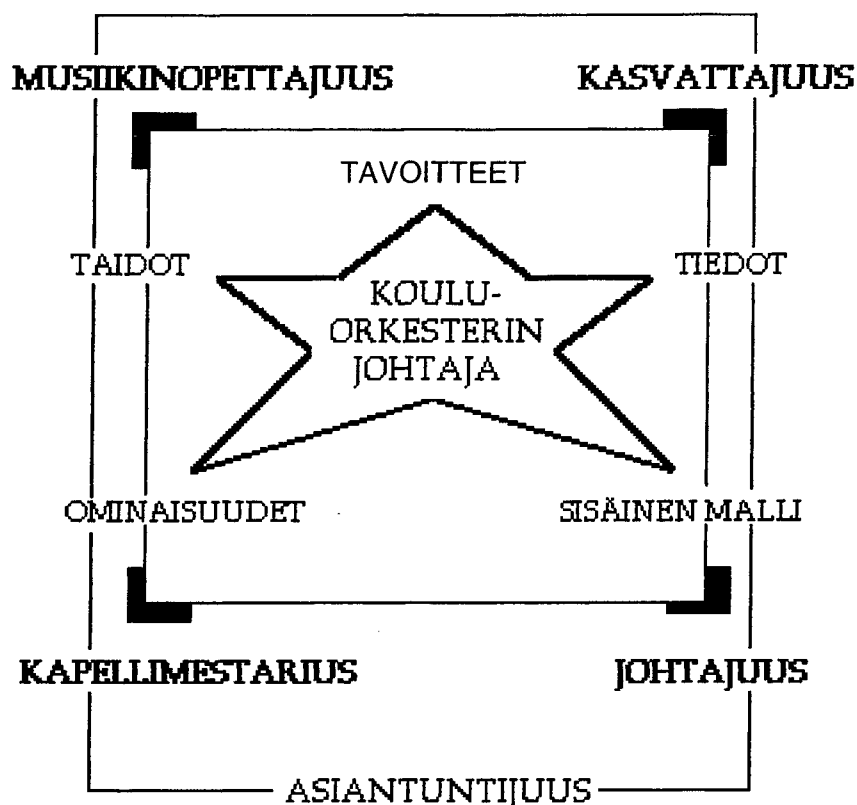 MUSIIKINOPETTAJUUS KASVATTAJUUS
TAVOITTEET
TAIDOT TIEDOT
KOULU-
ORKESTERIN
JOHTAJA
OMINAISUUDET SISÄINEN MALLI
KAPELLIMESTARIUS JOHTAJUUS
ASIANTUNTIJUUS